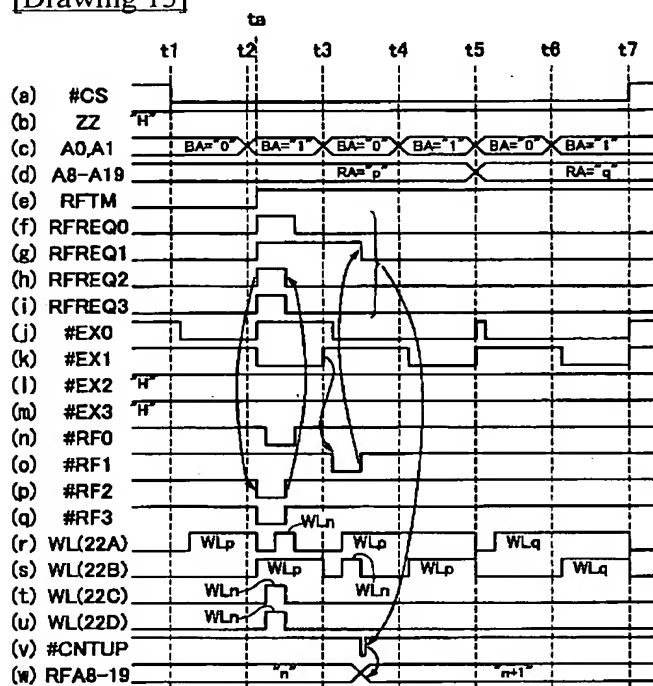 [Drawing 15]
ta
t1 t2 t3 t4 t5 t6 t7
(a) #CS
(b) ZZ "H"
(c) A0,A1 BA="0" BA="1" BA="0" BA="1" BA="0" BA="1"
(d) A8-A19 RA="p" RA="q"
(e) RFTM
(f) RFREQ0
(g) RFREQ1
(h) RFREQ2
(i) RFREQ3
(j) #EX0
(k) #EX1
(l) #EX2 "H"
(m) #EX3 "H"
(n) #RF0
(o) #RF1
(p) #RF2
(q) #RF3
WLn
(r) WL(22A) WLp WLp WLq
(s) WL(22B) WLp WLp WLq
(t) WL(22C) WLn WLn
(u) WL(22D) WLn
(v) #CNTUP
(w) RFA8-19 "n" "n+1"